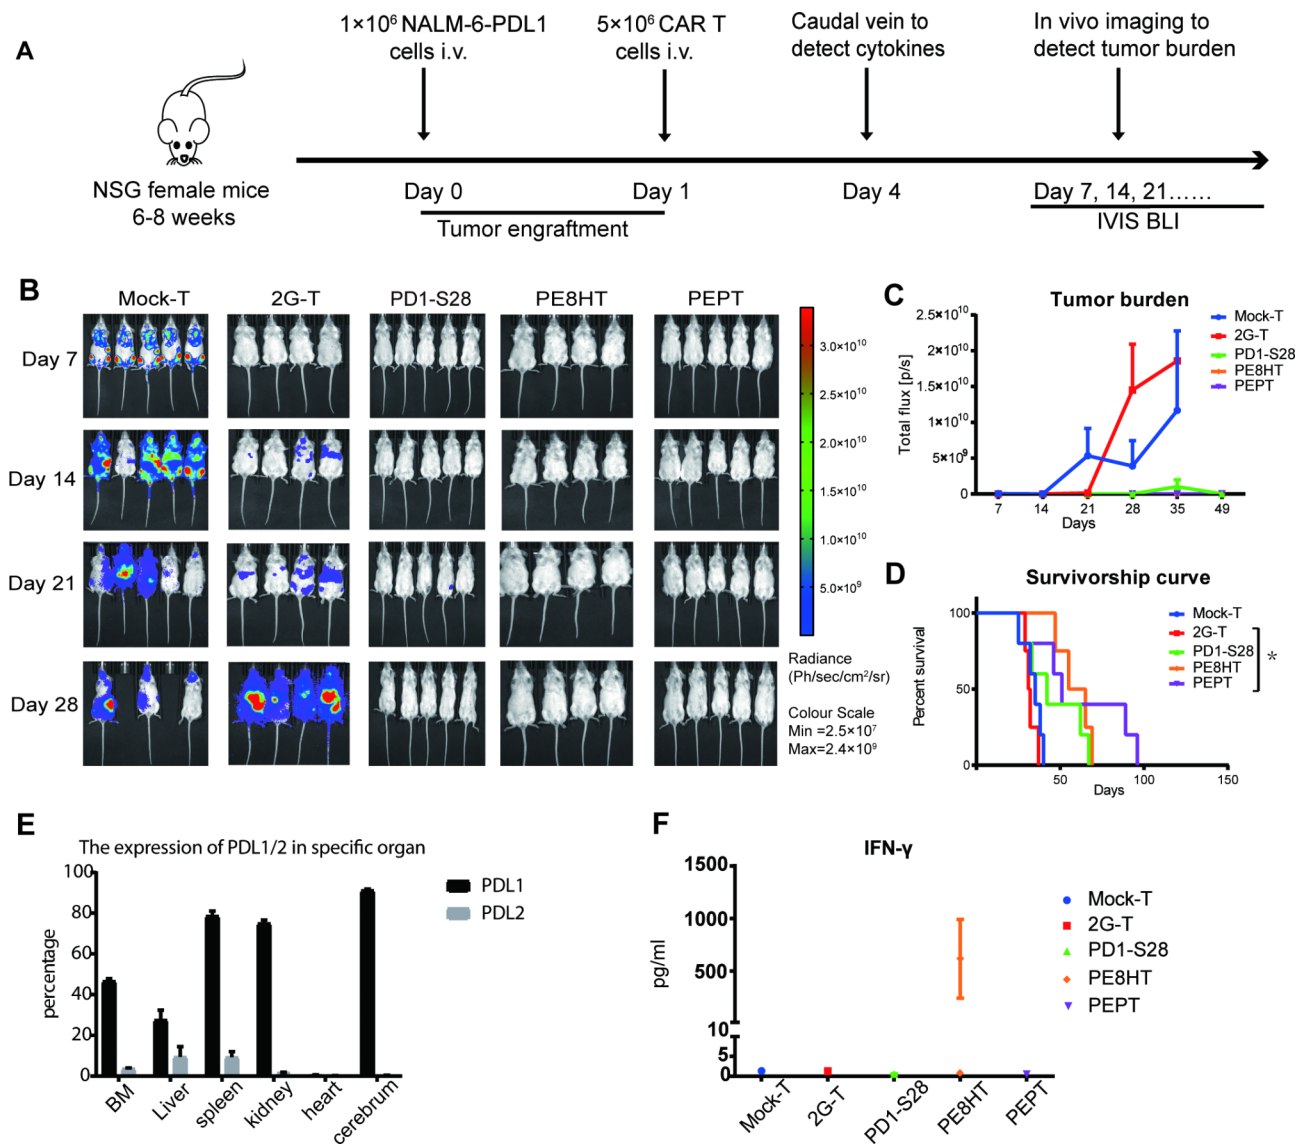 A
1×10⁶ NALM-6-PDL1
cells i.v.
5×10⁶ CAR T
cells i.v.
Caudal vein to
detect cytokines
In vivo imaging to
detect tumor burden
NSG female mice
6-8 weeks
Day 0
Day 1
Day 4
Day 7, 14, 21......
Tumor engraftment
IVIS BLI
B
Mock-T
2G-T
PD1-S28
PE8HT
PEPT
Day 7
Day 14
Day 21
Day 28
3.0×10¹⁰
2.5×10¹⁰
2.0×10¹⁰
1.5×10¹⁰
1.0×10¹⁰
5.0×10⁹
Radiance
(Ph/sec/cm²/sr)
Colour Scale
Min =2.5×10⁷
Max=2.4×10⁹
C
Tumor burden
Total flux [p/s]
2.5×10¹⁰
2×10¹⁰
1.5×10¹⁰
1×10¹⁰
5×10⁹
0
7
14
21
28
35
49
Days
Mock-T
2G-T
PD1-S28
PE8HT
PEPT
D
Survivorship curve
Percent survival
100
50
0
50
100
150
Days
Mock-T
2G-T
PD1-S28
PE8HT
PEPT
*
E
The expression of PDL1/2 in specific organ
percentage
100
80
60
40
20
0
BM
Liver
spleen
kidney
heart
cerebrum
PDL1
PDL2
F
IFN-γ
pg/ml
1500
1000
500
10
5
0
Mock-T
2G-T
PD1-S28
PE8HT
PEPT
Mock-T
2G-T
PD1-S28
PE8HT
PEPT